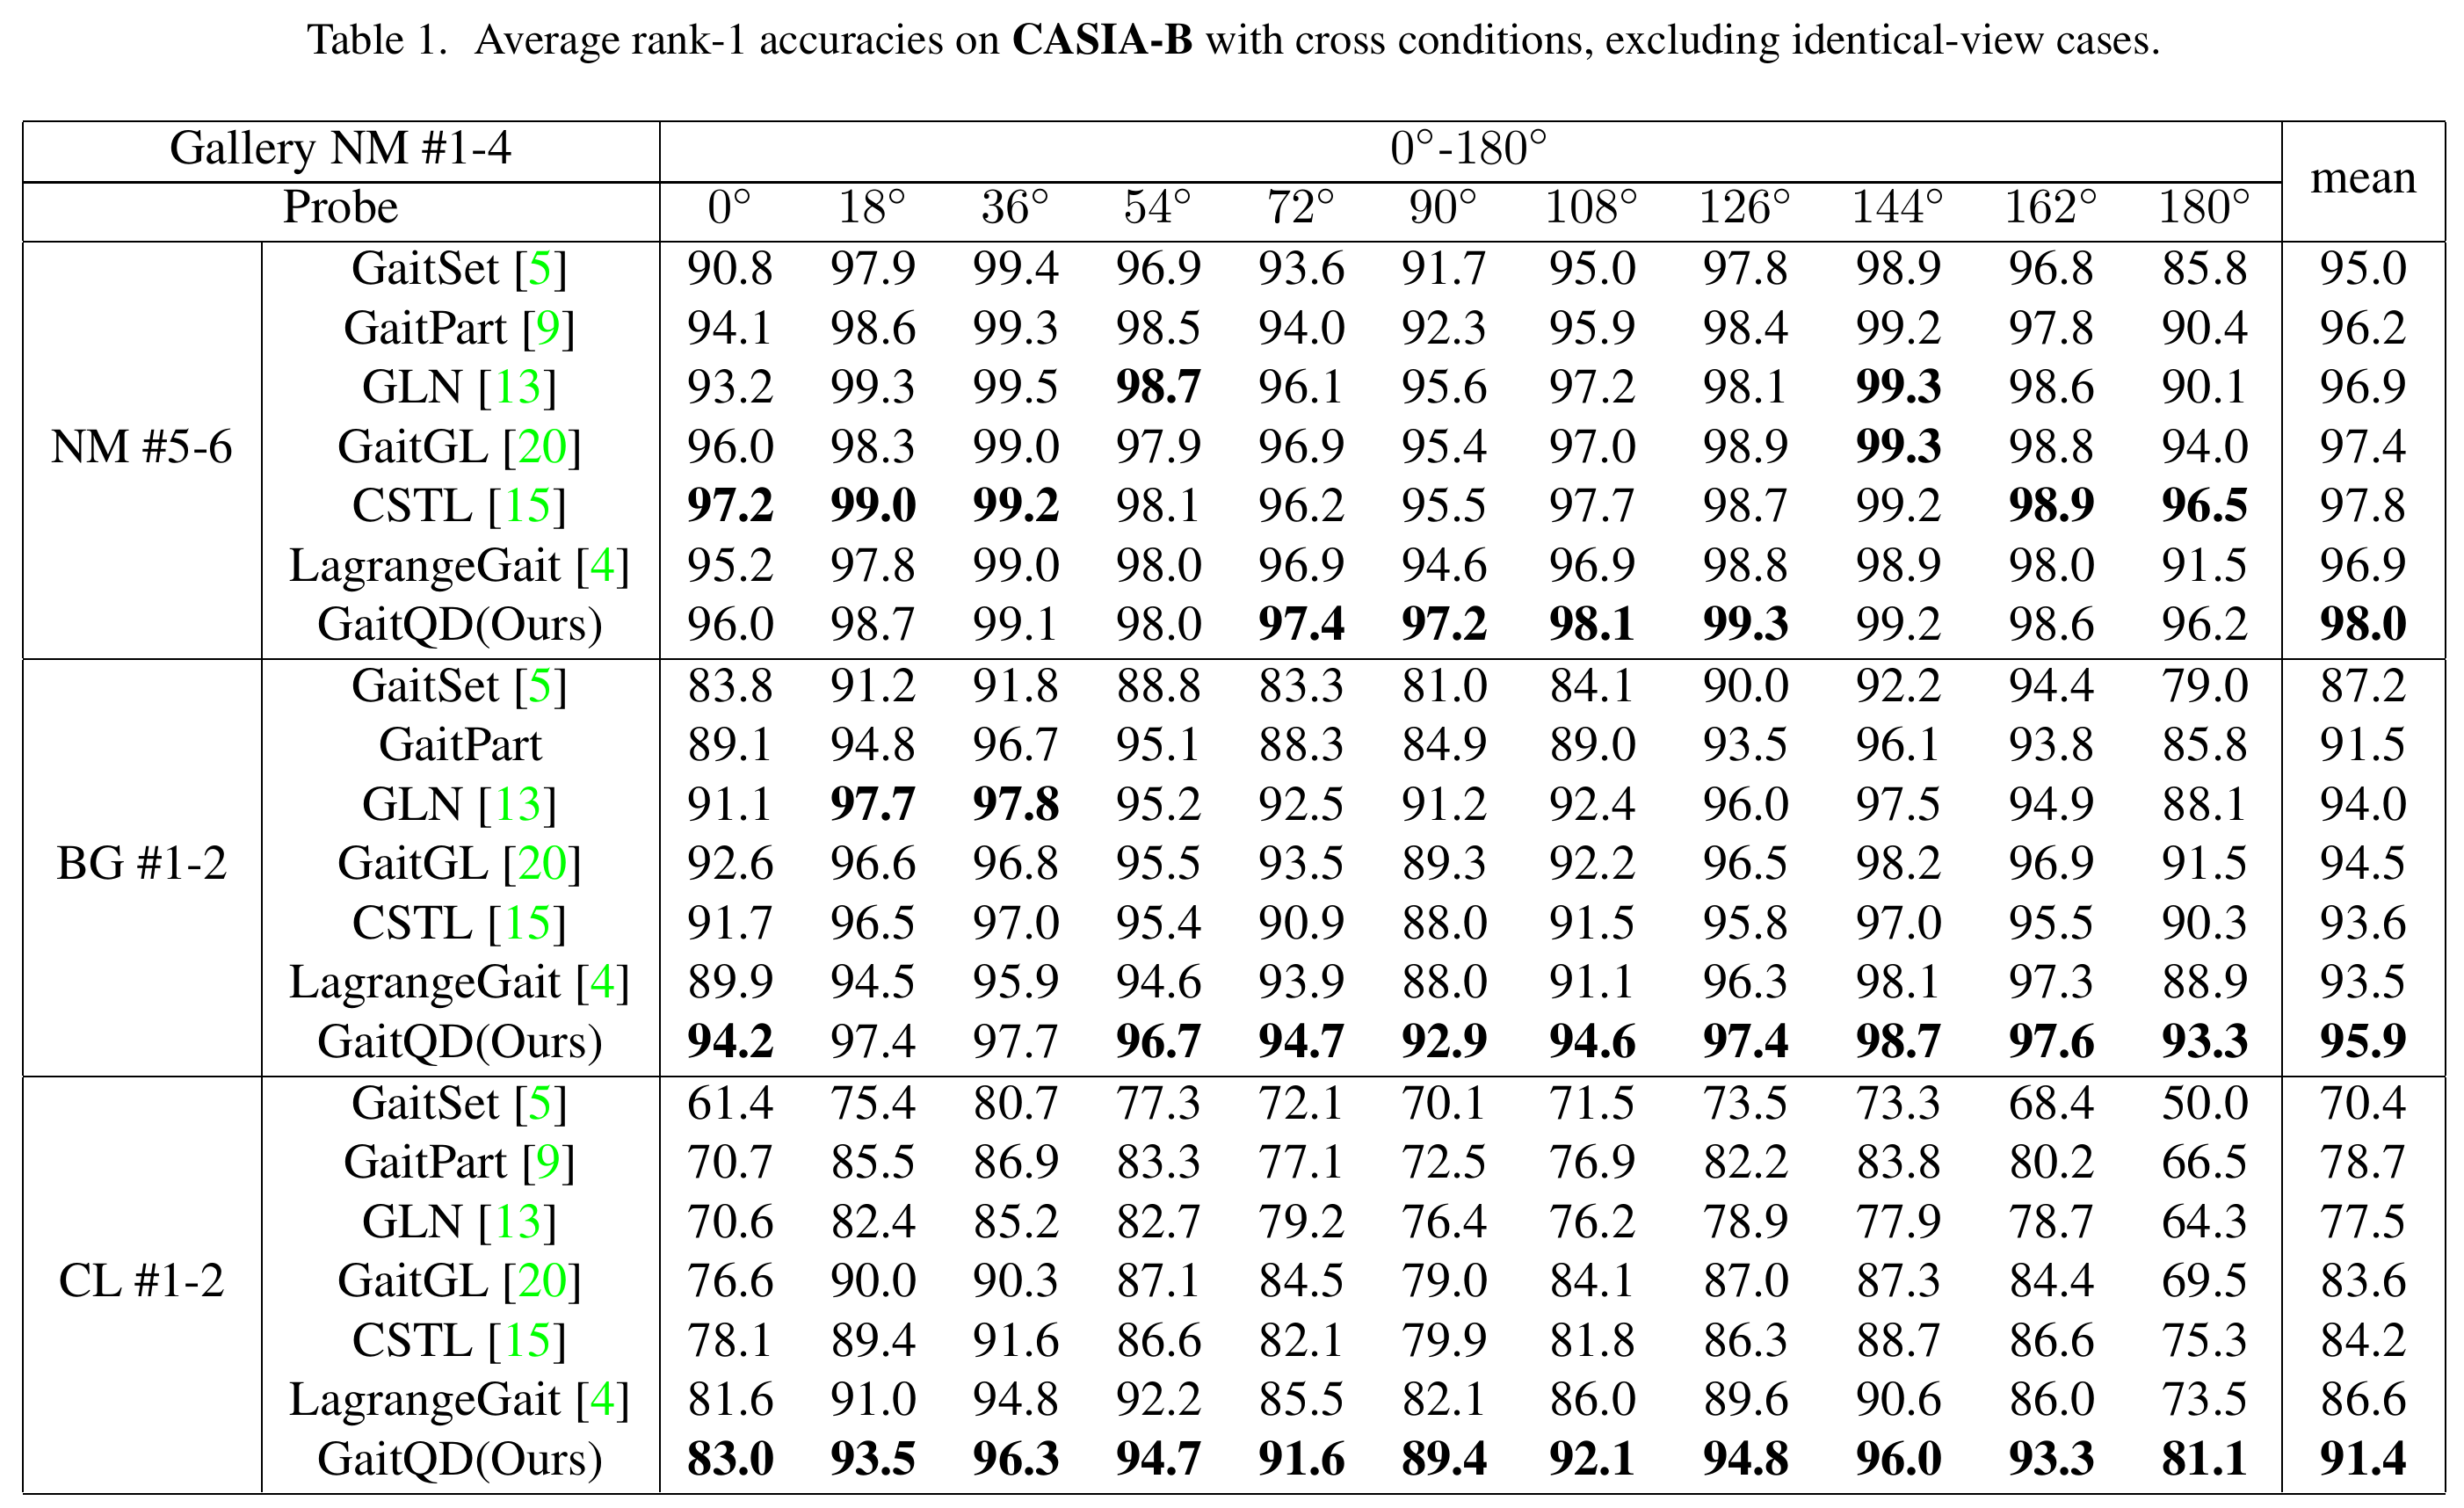 Table 1. Average rank-1 accuracies on CASIA-B with cross conditions, excluding identical-view cases.
Gallery NM #1-4 0°-180° mean
Probe 0° 18° 36° 54° 72° 90° 108° 126° 144° 162° 180°
NM #5-6
GaitSet [5] 90.8 97.9 99.4 96.9 93.6 91.7 95.0 97.8 98.9 96.8 85.8 95.0
GaitPart [9] 94.1 98.6 99.3 98.5 94.0 92.3 95.9 98.4 99.2 97.8 90.4 96.2
GLN [13] 93.2 99.3 99.5 98.7 96.1 95.6 97.2 98.1 99.3 98.6 90.1 96.9
GaitGL [20] 96.0 98.3 99.0 97.9 96.9 95.4 97.0 98.9 99.3 98.8 94.0 97.4
CSTL [15] 97.2 99.0 99.2 98.1 96.2 95.5 97.7 98.7 99.2 98.9 96.5 97.8
LagrangeGait [4] 95.2 97.8 99.0 98.0 96.9 94.6 96.9 98.8 98.9 98.0 91.5 96.9
GaitQD(Ours) 96.0 98.7 99.1 98.0 97.4 97.2 98.1 99.3 99.2 98.6 96.2 98.0
BG #1-2
GaitSet [5] 83.8 91.2 91.8 88.8 83.3 81.0 84.1 90.0 92.2 94.4 79.0 87.2
GaitPart 89.1 94.8 96.7 95.1 88.3 84.9 89.0 93.5 96.1 93.8 85.8 91.5
GLN [13] 91.1 97.7 97.8 95.2 92.5 91.2 92.4 96.0 97.5 94.9 88.1 94.0
GaitGL [20] 92.6 96.6 96.8 95.5 93.5 89.3 92.2 96.5 98.2 96.9 91.5 94.5
CSTL [15] 91.7 96.5 97.0 95.4 90.9 88.0 91.5 95.8 97.0 95.5 90.3 93.6
LagrangeGait [4] 89.9 94.5 95.9 94.6 93.9 88.0 91.1 96.3 98.1 97.3 88.9 93.5
GaitQD(Ours) 94.2 97.4 97.7 96.7 94.7 92.9 94.6 97.4 98.7 97.6 93.3 95.9
CL #1-2
GaitSet [5] 61.4 75.4 80.7 77.3 72.1 70.1 71.5 73.5 73.3 68.4 50.0 70.4
GaitPart [9] 70.7 85.5 86.9 83.3 77.1 72.5 76.9 82.2 83.8 80.2 66.5 78.7
GLN [13] 70.6 82.4 85.2 82.7 79.2 76.4 76.2 78.9 77.9 78.7 64.3 77.5
GaitGL [20] 76.6 90.0 90.3 87.1 84.5 79.0 84.1 87.0 87.3 84.4 69.5 83.6
CSTL [15] 78.1 89.4 91.6 86.6 82.1 79.9 81.8 86.3 88.7 86.6 75.3 84.2
LagrangeGait [4] 81.6 91.0 94.8 92.2 85.5 82.1 86.0 89.6 90.6 86.0 73.5 86.6
GaitQD(Ours) 83.0 93.5 96.3 94.7 91.6 89.4 92.1 94.8 96.0 93.3 81.1 91.4